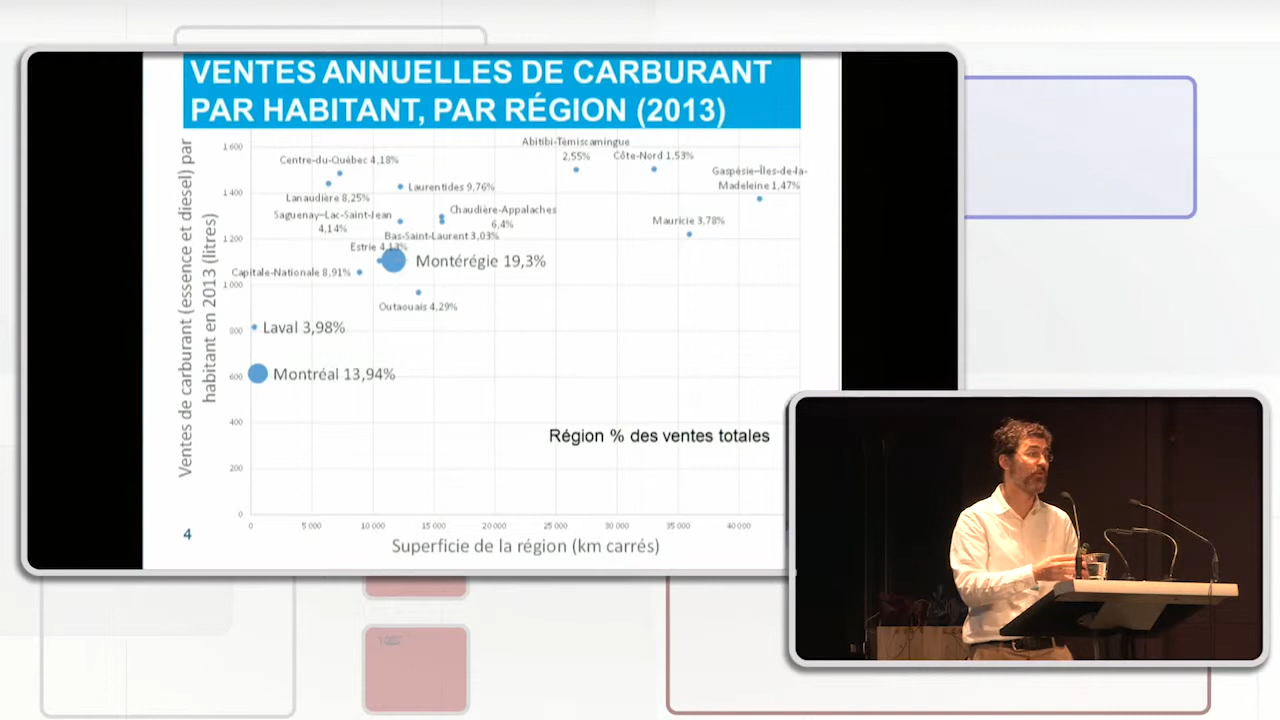 VENTES ANNUELLES DE CARBURANT
PAR HABITANT, PAR RÉGION (2013)
Ventes de carburant (essence et diesel) par
habitant en 2013 (litres)
1 600
1 400
1 200
1 000
800
600
400
200
0
Abitibi-Témiscamingue
2,55%
Côte-Nord 1,53%
Centre-du-Québec 4,18%
Gaspésie–Îles-de-la-
Madeleine 1,47%
Laurentides 9,76%
Lanaudière 8,25%
Saguenay–Lac-Saint-Jean
4,14%
Chaudière-Appalaches
6,4%
Mauricie 3,78%
Bas-Saint-Laurent 3,03%
Estrie 4,13%
Montérégie 19,3%
Capitale-Nationale 8,91%
Outaouais 4,29%
Laval 3,98%
Montréal 13,94%
Région % des ventes totales
0
5 000
10 000
15 000
20 000
25 000
30 000
35 000
40 000
Superficie de la région (km carrés)
4